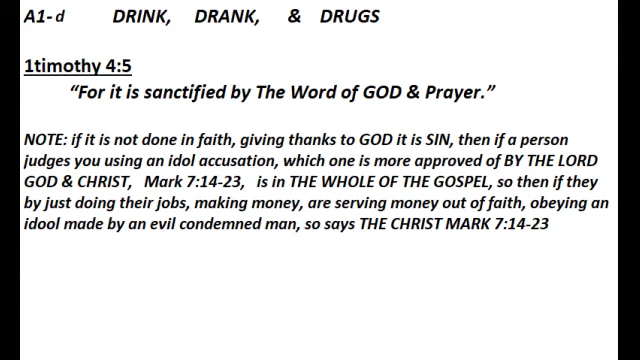 A1-d DRINK, DRANK, & DRUGS
1timothy 4:5
“For it is sanctified by The Word of GOD & Prayer.”
NOTE: if it is not done in faith, giving thanks to GOD it is SIN, then if a person
judges you using an idol accusation, which one is more approved of BY THE LORD
GOD & CHRIST, Mark 7:14-23, is in THE WHOLE OF THE GOSPEL, so then if they
by just doing their jobs, making money, are serving money out of faith, obeying an
idool made by an evil condemned man, so says THE CHRIST MARK 7:14-23